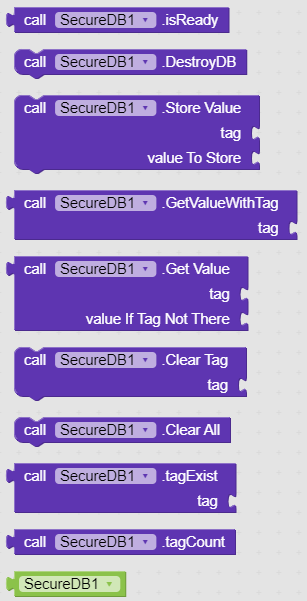 call SecureDB1 .isReady
call SecureDB1 .DestroyDB
call SecureDB1 .Store Value
tag
value To Store
call SecureDB1 .GetValueWithTag
tag
call SecureDB1 .Get Value
tag
value If Tag Not There
call SecureDB1 .Clear Tag
tag
call SecureDB1 .Clear All
call SecureDB1 .tagExist
tag
call SecureDB1 .tagCount
SecureDB1